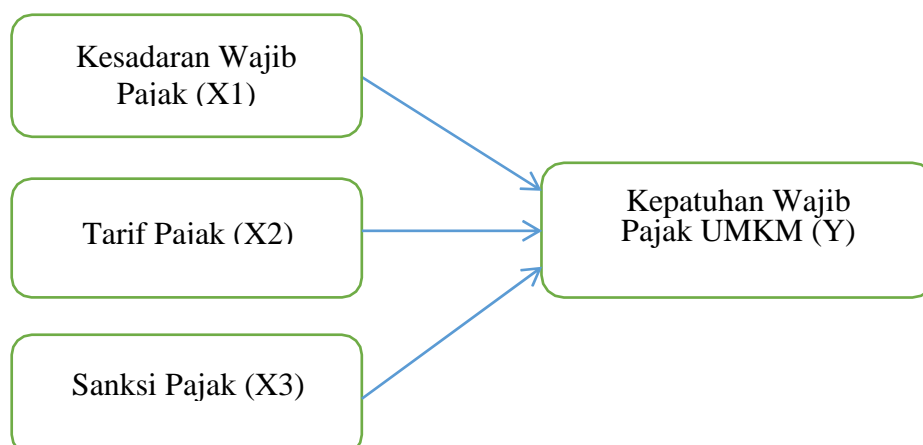 Kesadaran Wajib
Pajak (X1)
Tarif Pajak (X2)
Kepatuhan Wajib
Pajak UMKM (Y)
Sanksi Pajak (X3)